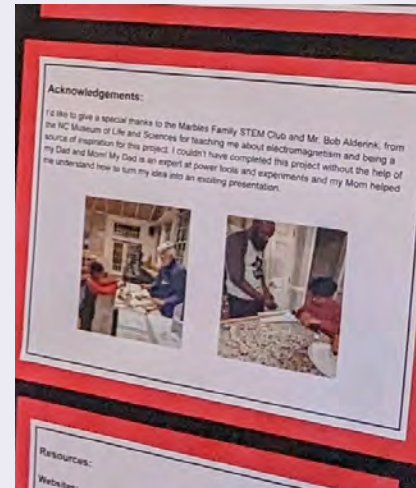 Acknowledgements:
I'd like to give a special thanks to the Marbles Family STEM Club and Mr. Bob Alderink, from
the NC Museum of Life and Sciences for teaching me about electromagnetism and being a
source of inspiration for this project. I couldn't have completed this project without the help of
my Dad and Mom! My Dad is an expert at power tools and experiments and my Mom helped
me understand how to turn my idea into an exciting presentation.
Resources:
Websites: